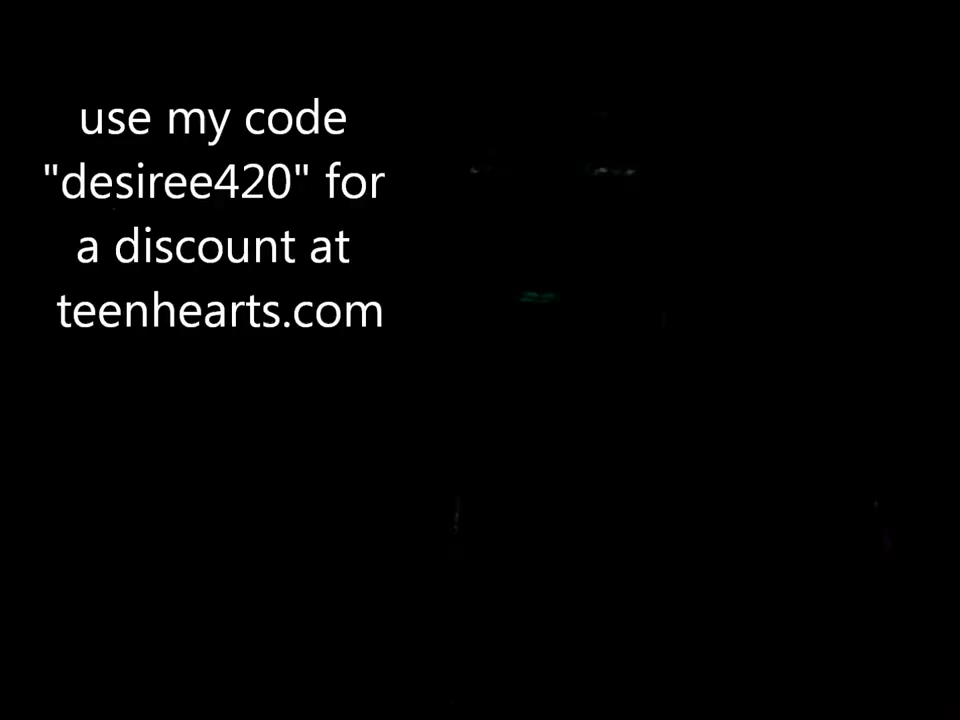 use my code
"desiree420" for
a discount at
teenhearts.com